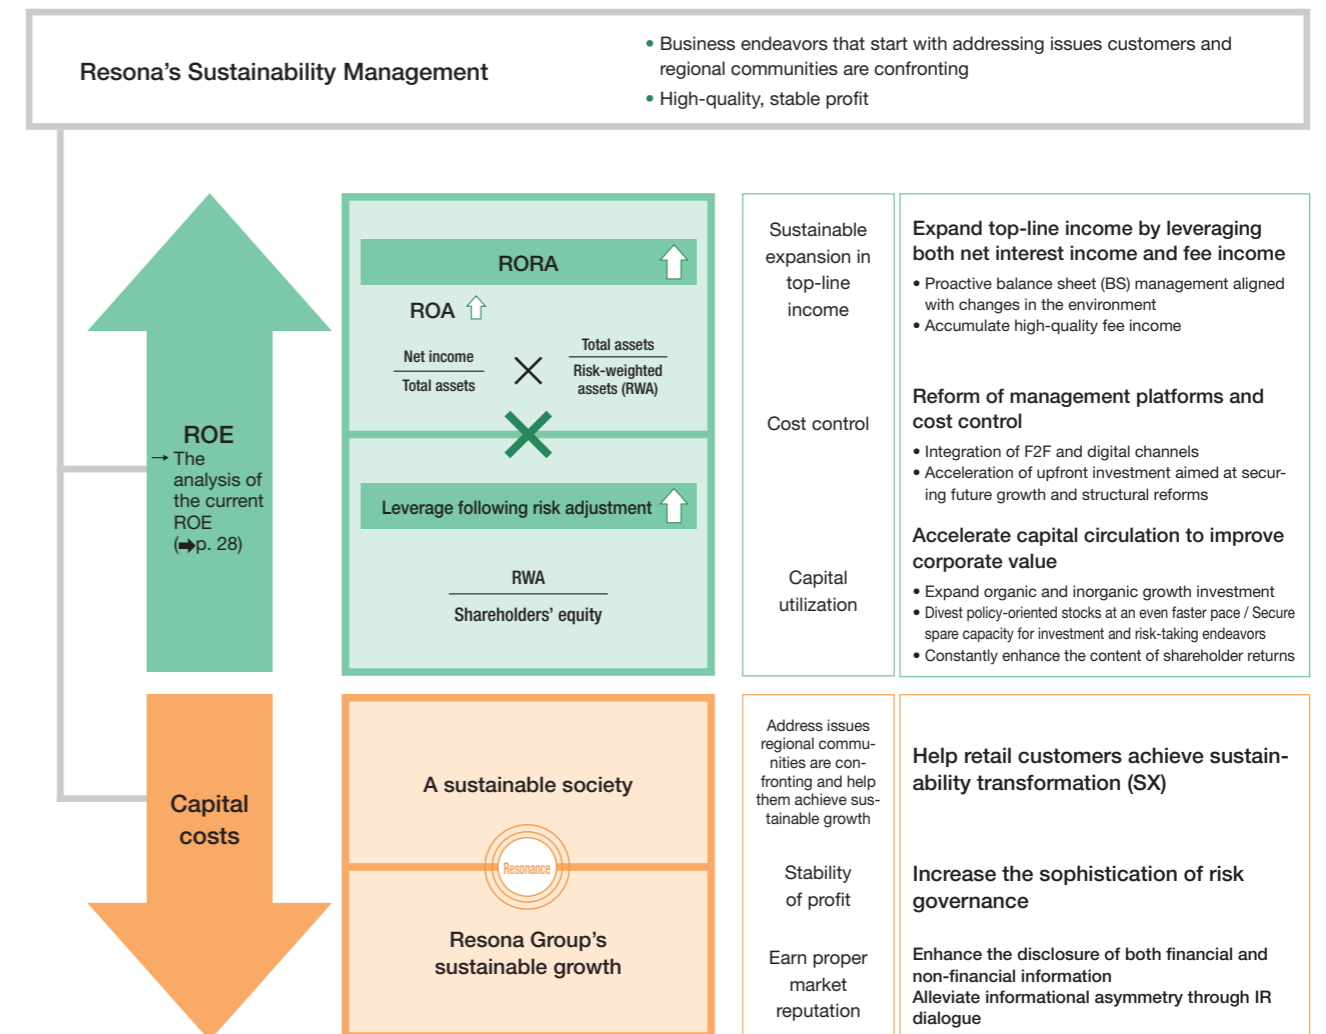 Resona’s Sustainability Management
• Business endeavors that start with addressing issues customers and
regional communities are confronting
• High-quality, stable profit
ROE
→ The
analysis of
the current
ROE
(➡p. 28)
RORA
ROA
Net income
Total assets
×
Total assets
Risk-weighted
assets (RWA)
×
Leverage following risk adjustment
RWA
Shareholders’ equity
Sustainable
expansion in
top-line
income
Expand top-line income by leveraging
both net interest income and fee income
• Proactive balance sheet (BS) management aligned
with changes in the environment
• Accumulate high-quality fee income
Cost control
Reform of management platforms and
cost control
• Integration of F2F and digital channels
• Acceleration of upfront investment aimed at secur-
ing future growth and structural reforms
Capital
utilization
Accelerate capital circulation to improve
corporate value
• Expand organic and inorganic growth investment
• Divest policy-oriented stocks at an even faster pace / Secure
spare capacity for investment and risk-taking endeavors
• Constantly enhance the content of shareholder returns
Capital
costs
A sustainable society
Resonance
Resona Group’s
sustainable growth
Address issues
regional commu-
nities are con-
fronting and help
them achieve sus-
tainable growth
Help retail customers achieve sustain-
ability transformation (SX)
Stability
of profit
Increase the sophistication of risk
governance
Earn proper
market
reputation
Enhance the disclosure of both financial and
non-financial information
Alleviate informational asymmetry through IR
dialogue